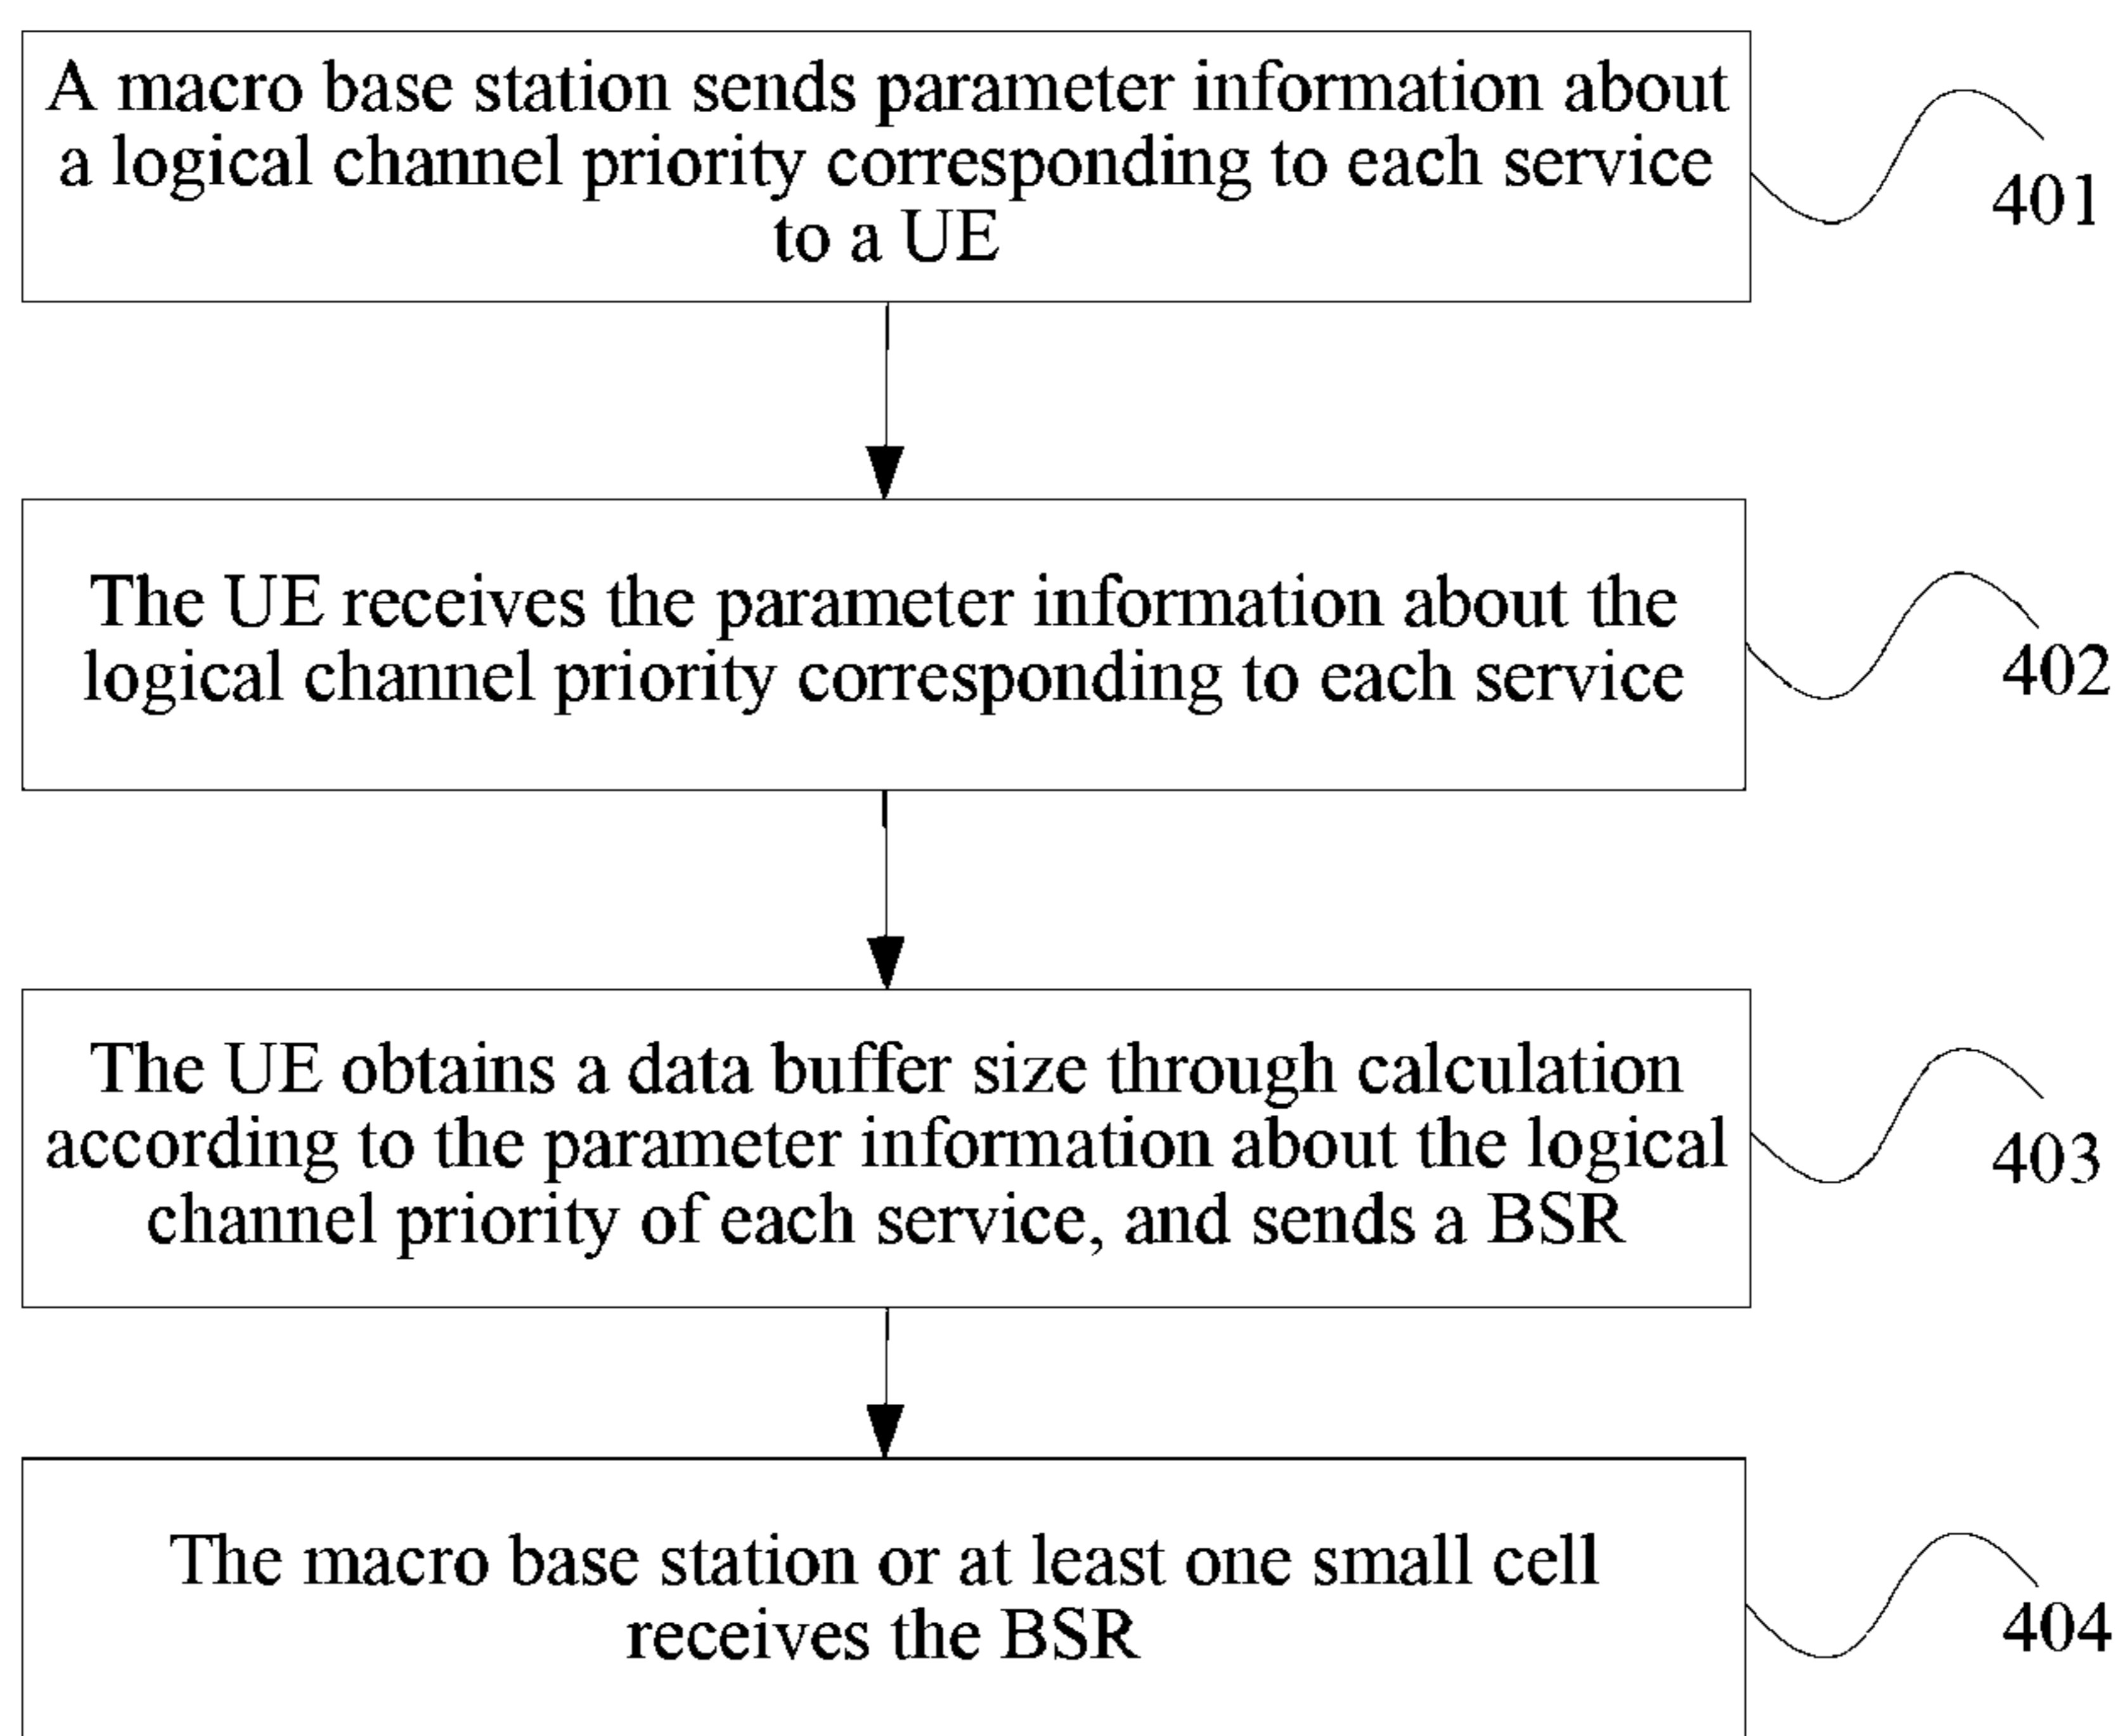 A macro base station sends parameter information about
a logical channel priority corresponding to each service
to a UE
401
The UE receives the parameter information about the
logical channel priority corresponding to each service
402
The UE obtains a data buffer size through calculation
according to the parameter information about the logical
channel priority of each service, and sends a BSR
403
The macro base station or at least one small cell
receives the BSR
404